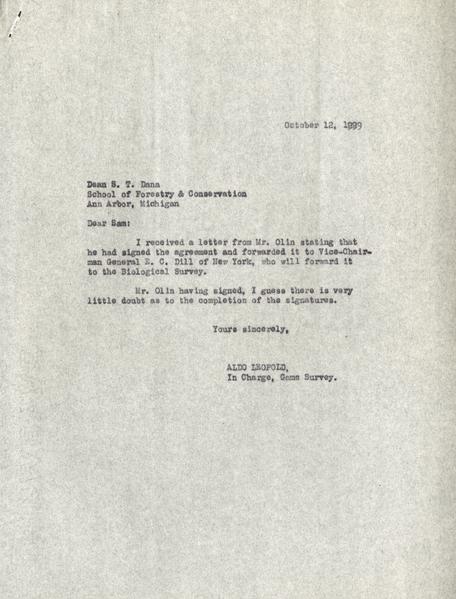 October 12, 1929
Dean S. T. Dana
School of Forestry & Conservation
Ann Arbor, Michigan
Dear Sam:
I received a letter from Mr. Olin stating that
he had signed the agreement and forwarded it to Vice-Chair-
man General R. C. Dill of New York, who will forward it
to the Biological Survey.
Mr. Olin having signed, I guess there is very
little doubt as to the completion of the signatures.
Yours sincerely,
ALDO LEOPOLD,
In Charge, Game Survey.